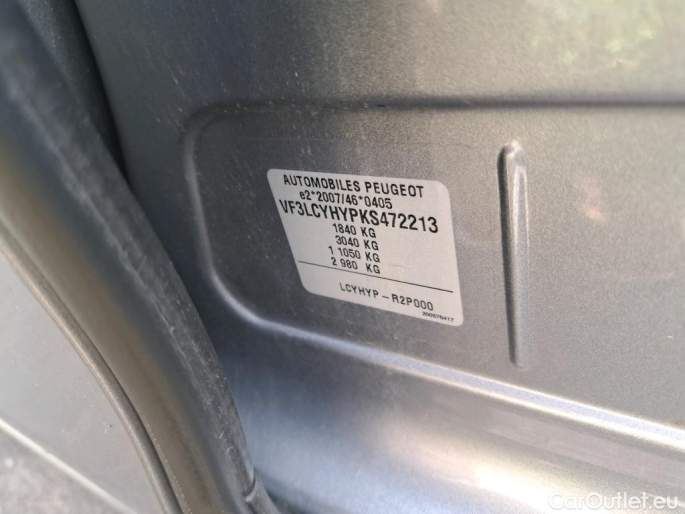 AUTOMOBILES PEUGEOT
e2*2007/46*0405
VF3LCYHYPKS472213
1840 KG
3040 KG
1 1050 KG
2 980 KG
LCYHYP - R2P000
CarOutlet.eu